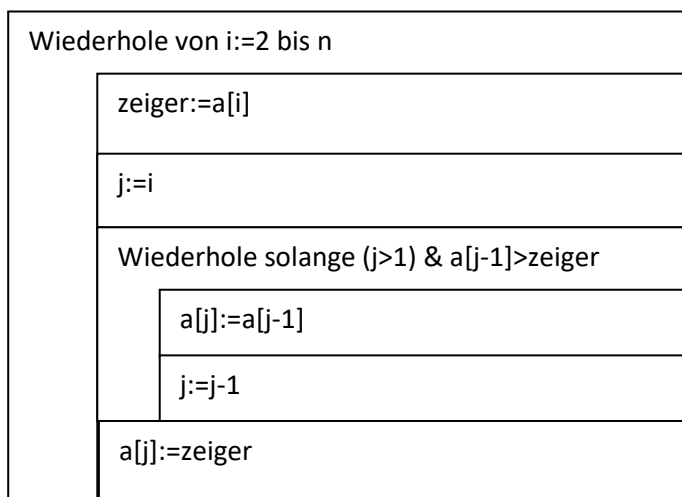 Wiederhole von i:=2 bis n
zeiger:=a[i]
j:=i
Wiederhole solange (j>1) & a[j-1]>zeiger
a[j]:=a[j-1]
j:=j-1
a[j]:=zeiger